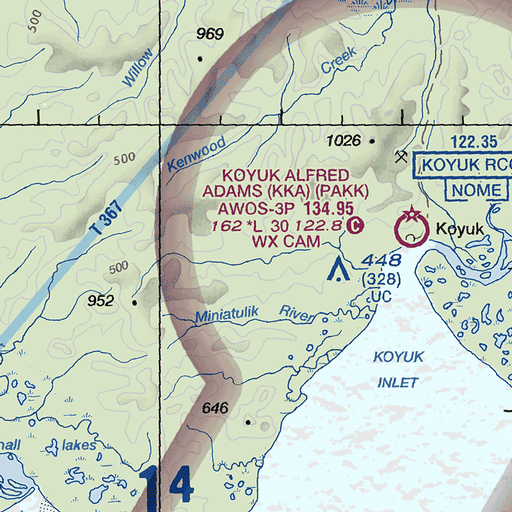 500
969
Willow
Creek
Kenwood
1026
122.35
500
KOYUK RCO
NOME
KOYUK ALFRED
ADAMS (KKA) (PAKK)
AWOS-3P 134.95
162 *L 30 122.8 C
WX CAM
T 367
Koyuk
448
(328)
UC
500
952
Miniatulik River
KOYUK
INLET
646
lakes
14